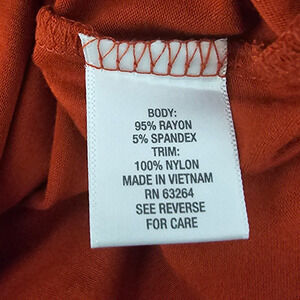 BODY:
95% RAYON
5% SPANDEX
TRIM:
100% NYLON
MADE IN VIETNAM
RN 63264
SEE REVERSE
FOR CARE